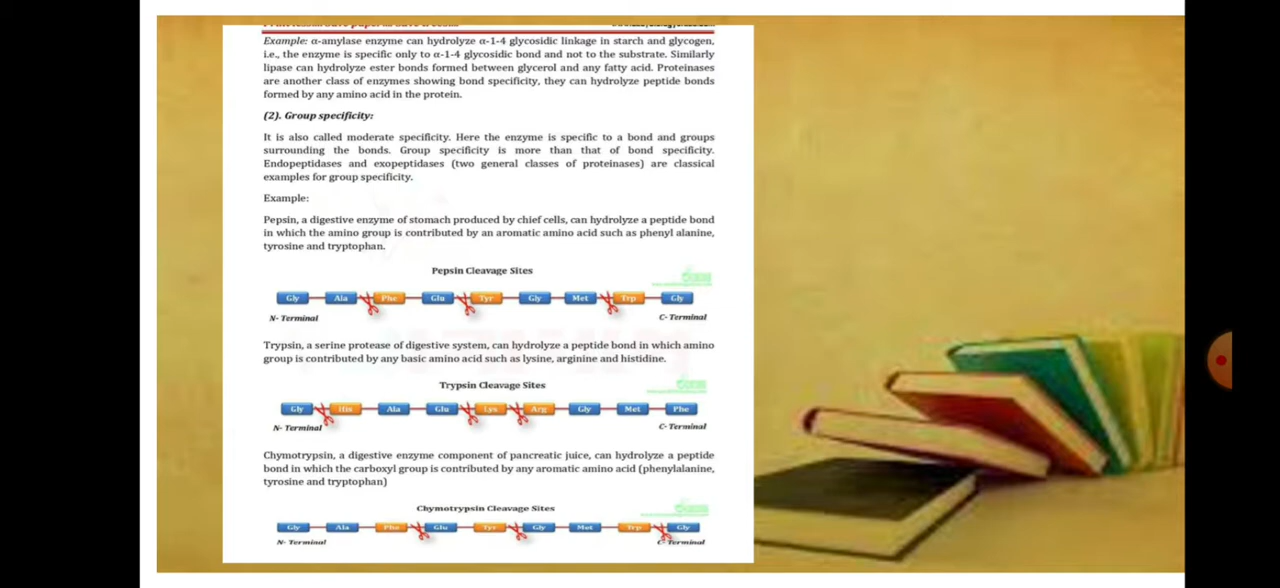 Example: α-amylase enzyme can hydrolyze α-1-4 glycosidic linkage in starch and glycogen,
i.e., the enzyme is specific only to α-1-4 glycosidic bond and not to the substrate. Similarly
lipase can hydrolyze ester bonds formed between glycerol and any fatty acid. Proteinases
are another class of enzymes showing bond specificity, they can hydrolyze peptide bonds
formed by any amino acid in the protein.
(2). Group specificity:
It is also called moderate specificity. Here the enzyme is specific to a bond and groups
surrounding the bonds. Group specificity is more than that of bond specificity.
Endopeptidases and exopeptidases (two general classes of proteinases) are classical
examples for group specificity.
Example:
Pepsin, a digestive enzyme of stomach produced by chief cells, can hydrolyze a peptide bond
in which the amino group is contributed by an aromatic amino acid such as phenyl alanine,
tyrosine and tryptophan.
Pepsin Cleavage Sites
Gly Ala Phe Glu Tyr Gly Met Trp Gly
N- Terminal C- Terminal
Trypsin, a serine protease of digestive system, can hydrolyze a peptide bond in which amino
group is contributed by any basic amino acid such as lysine, arginine and histidine.
Trypsin Cleavage Sites
Gly His Ala Glu Lys Arg Gly Met Phe
N- Terminal C- Terminal
Chymotrypsin, a digestive enzyme component of pancreatic juice, can hydrolyze a peptide
bond in which the carboxyl group is contributed by any aromatic amino acid (phenylalanine,
tyrosine and tryptophan)
Chymotrypsin Cleavage Sites
Gly Ala Phe Glu Tyr Gly Met Trp Gly
N- Terminal C- Terminal